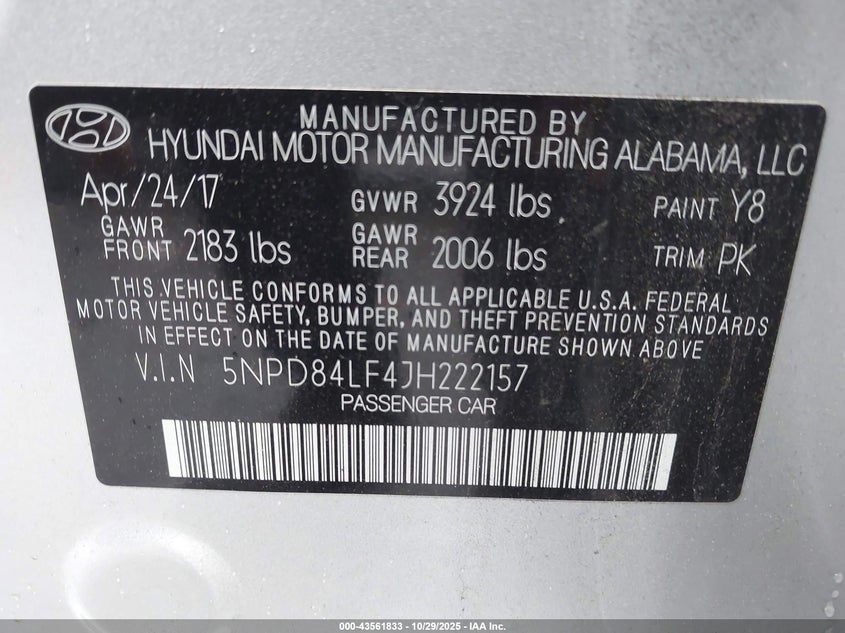 MANUFACTURED BY
HYUNDAI MOTOR MANUFACTURING ALABAMA, LLC
Apr/24/17 GVWR 3924 lbs PAINT Y8
GAWR FRONT 2183 lbs GAWR REAR 2006 lbs TRIM PK
THIS VEHICLE CONFORMS TO ALL APPLICABLE U.S.A. FEDERAL
MOTOR VEHICLE SAFETY, BUMPER, AND THEFT PREVENTION STANDARDS
IN EFFECT ON THE DATE OF MANUFACTURE SHOWN ABOVE
V.I.N 5NPD84LF4JH222157
PASSENGER CAR
000-43561833 - 10/29/2025 - IAA Inc.